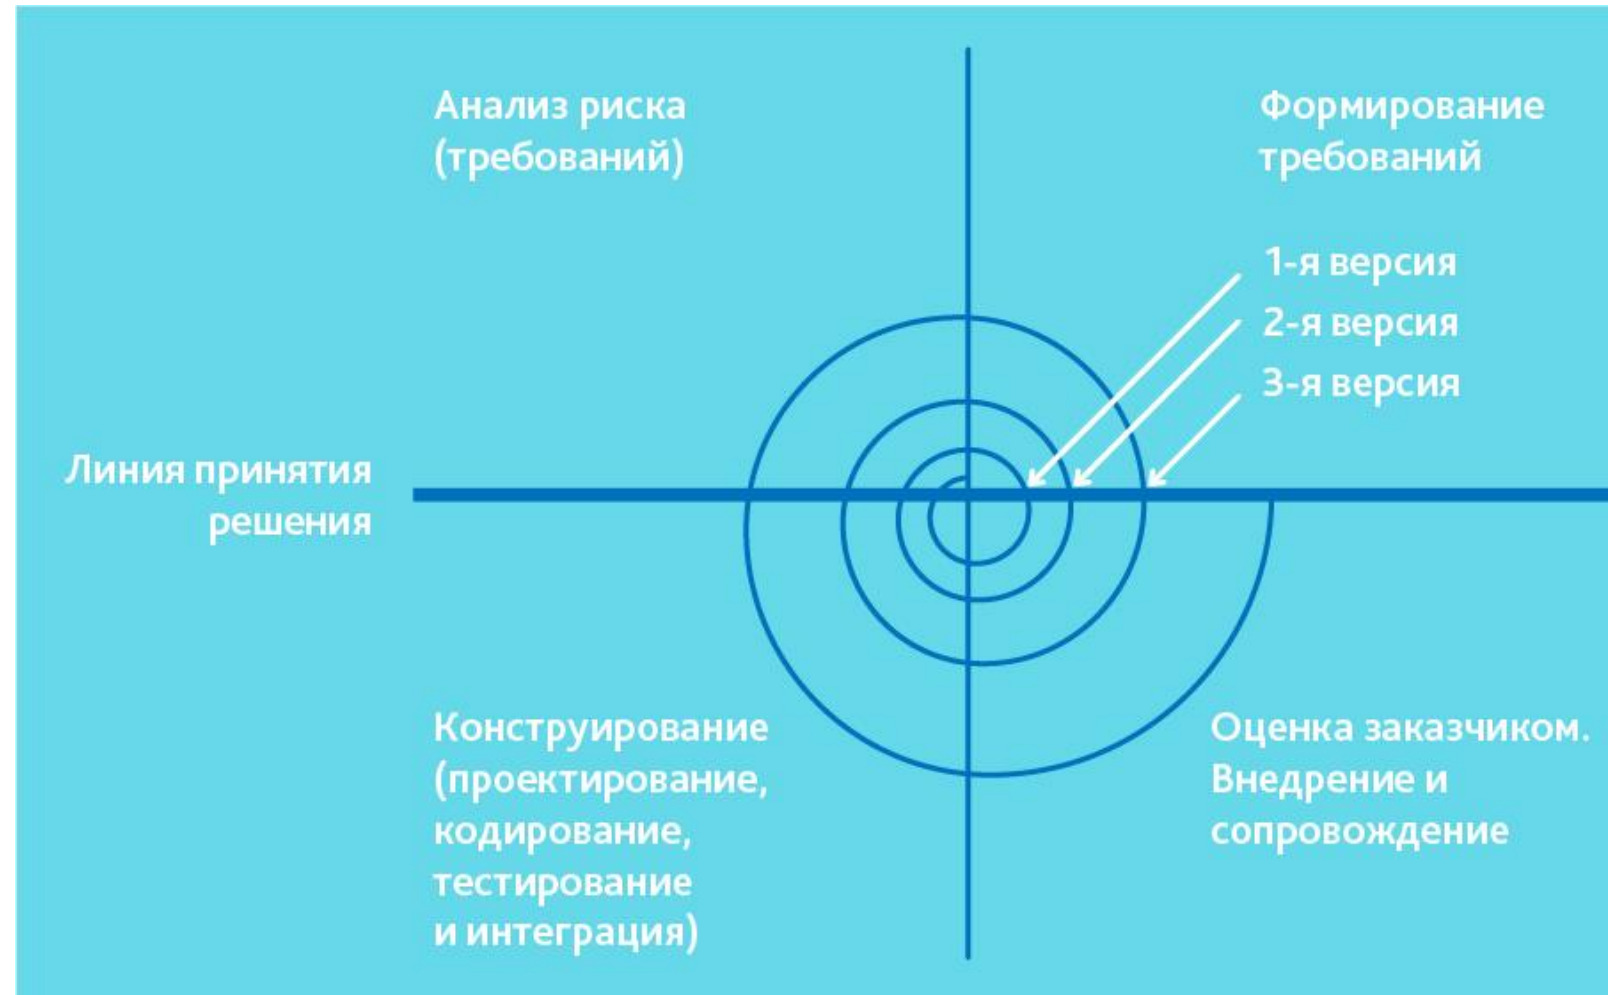 Анализ риска
(требований)
Формирование
требований
1-я версия
2-я версия
3-я версия
Линия принятия
решения
Конструирование
(проектирование,
кодирование,
тестирование
и интеграция)
Оценка заказчиком.
Внедрение и
сопровождение